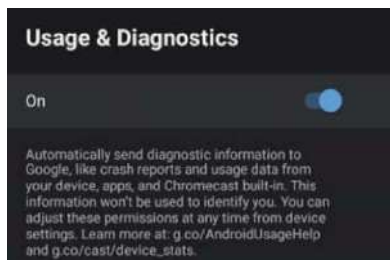 Usage & Diagnostics
On
Automatically send diagnostic information to
Google, like crash reports and usage data from
your device, apps, and Chromecast built-in. This
information won't be used to identify you. You can
adjust these permissions at any time from device
settings. Learn more at: g.co/AndroidUsageHelp
and g.co/cast/device_stats.